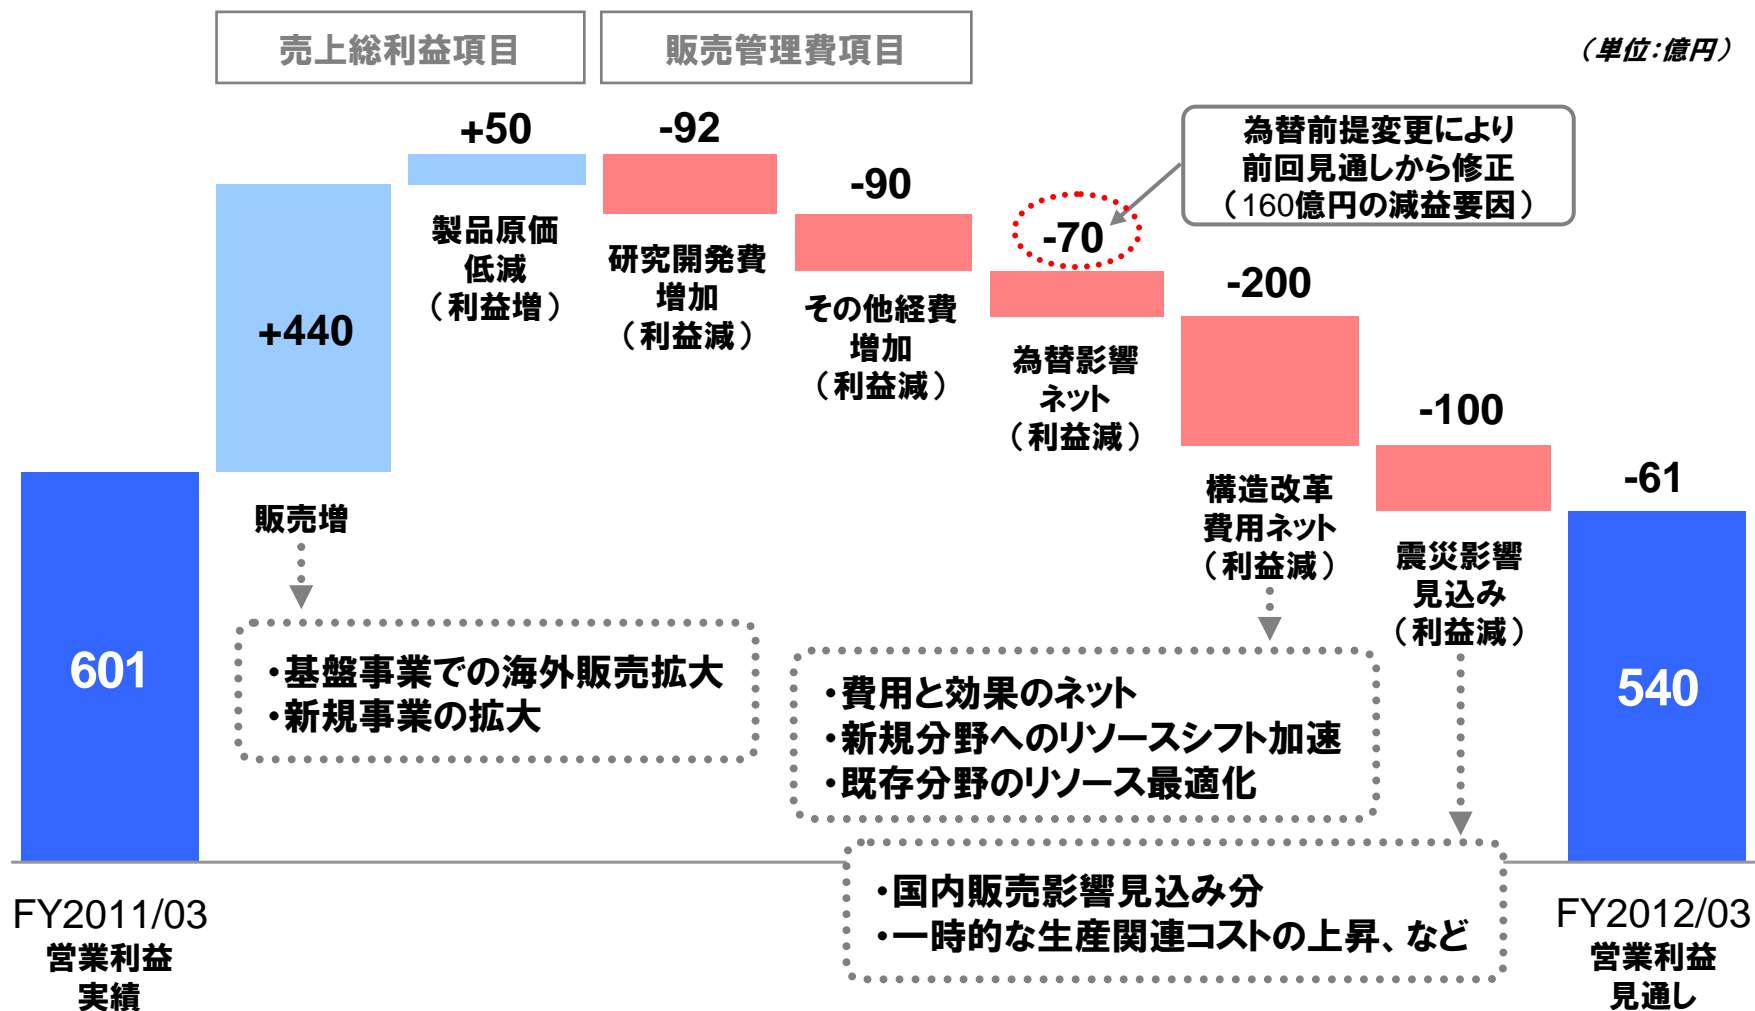 売上総利益項目
販売管理費項目
（単位:億円）
+50
-92
為替前提変更により
前回見通しから修正
（160億円の減益要因）
-90
製品原価
低減
（利益増）
-70
研究開発費
増加
（利益減）
-200
その他経費
増加
（利益減）
+440
為替影響
ネット
（利益減）
-100
-61
構造改革
費用ネット
（利益減）
販売増
震災影響
見込み
（利益減）
601
・基盤事業での海外販売拡大
・新規事業の拡大
・費用と効果のネット
・新規分野へのリソースシフト加速
・既存分野のリソース最適化
540
・国内販売影響見込み分
・一時的な生産関連コストの上昇、など
FY2011/03
営業利益
実績
FY2012/03
営業利益
見通し